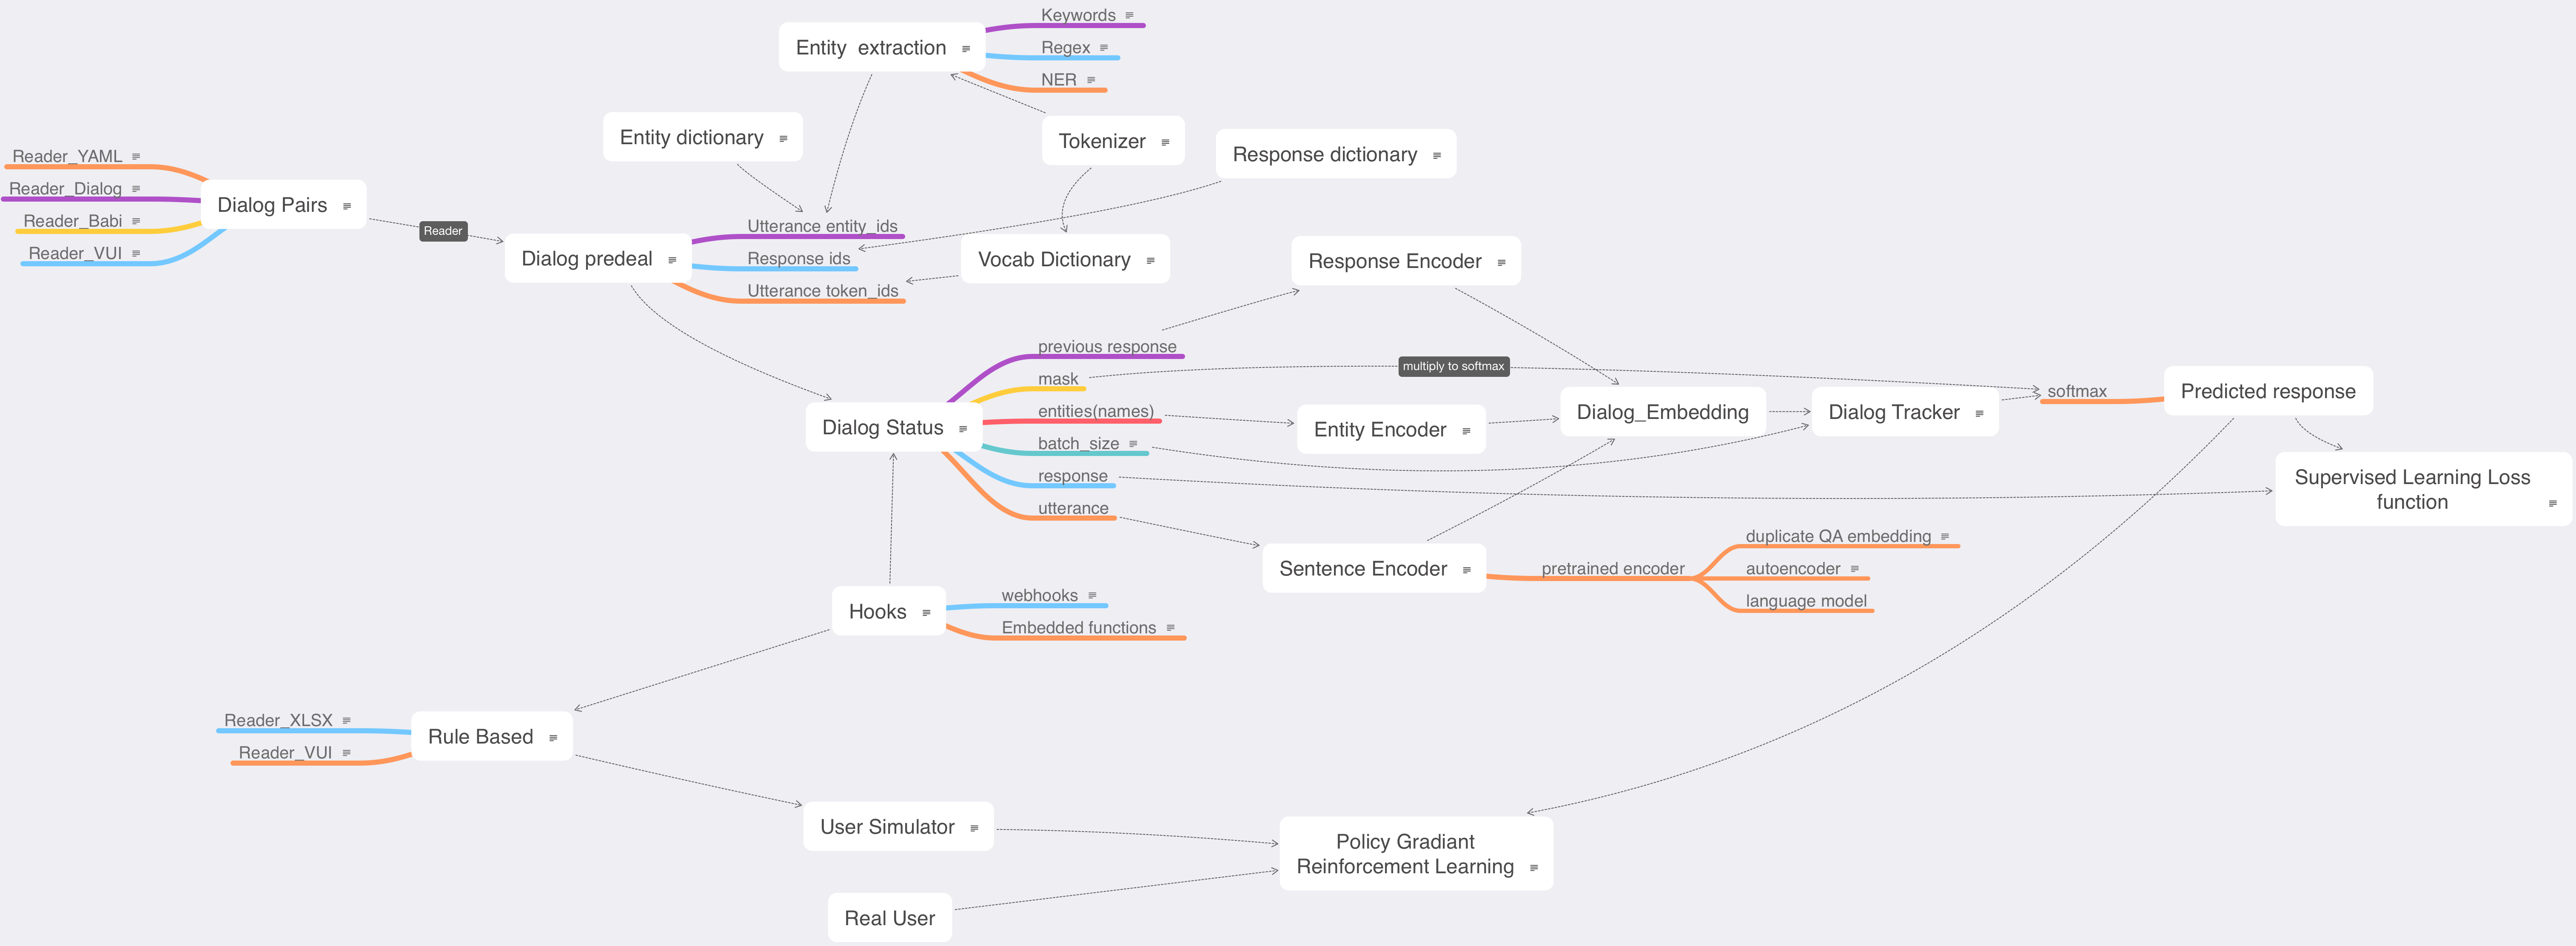 Keywords
Entity  extraction
Regex
NER
Entity dictionary
Tokenizer
Response dictionary
Reader_YAML
Reader_Dialog
Dialog Pairs
Reader_Babi
Reader_VUI
Reader
Utterance entity_ids
Dialog predeal
Response ids
Utterance token_ids
Vocab Dictionary
Response Encoder
previous response
mask
multiply to softmax
entities(names)
Dialog Status
batch_size
response
utterance
Entity Encoder
Dialog_Embedding
Dialog Tracker
softmax
Predicted response
Supervised Learning Loss
function
Sentence Encoder
pretrained encoder
duplicate QA embedding
autoencoder
language model
Hooks
webhooks
Embedded functions
Reader_XLSX
Rule Based
Reader_VUI
User Simulator
Policy Gradiant
Reinforcement Learning
Real User